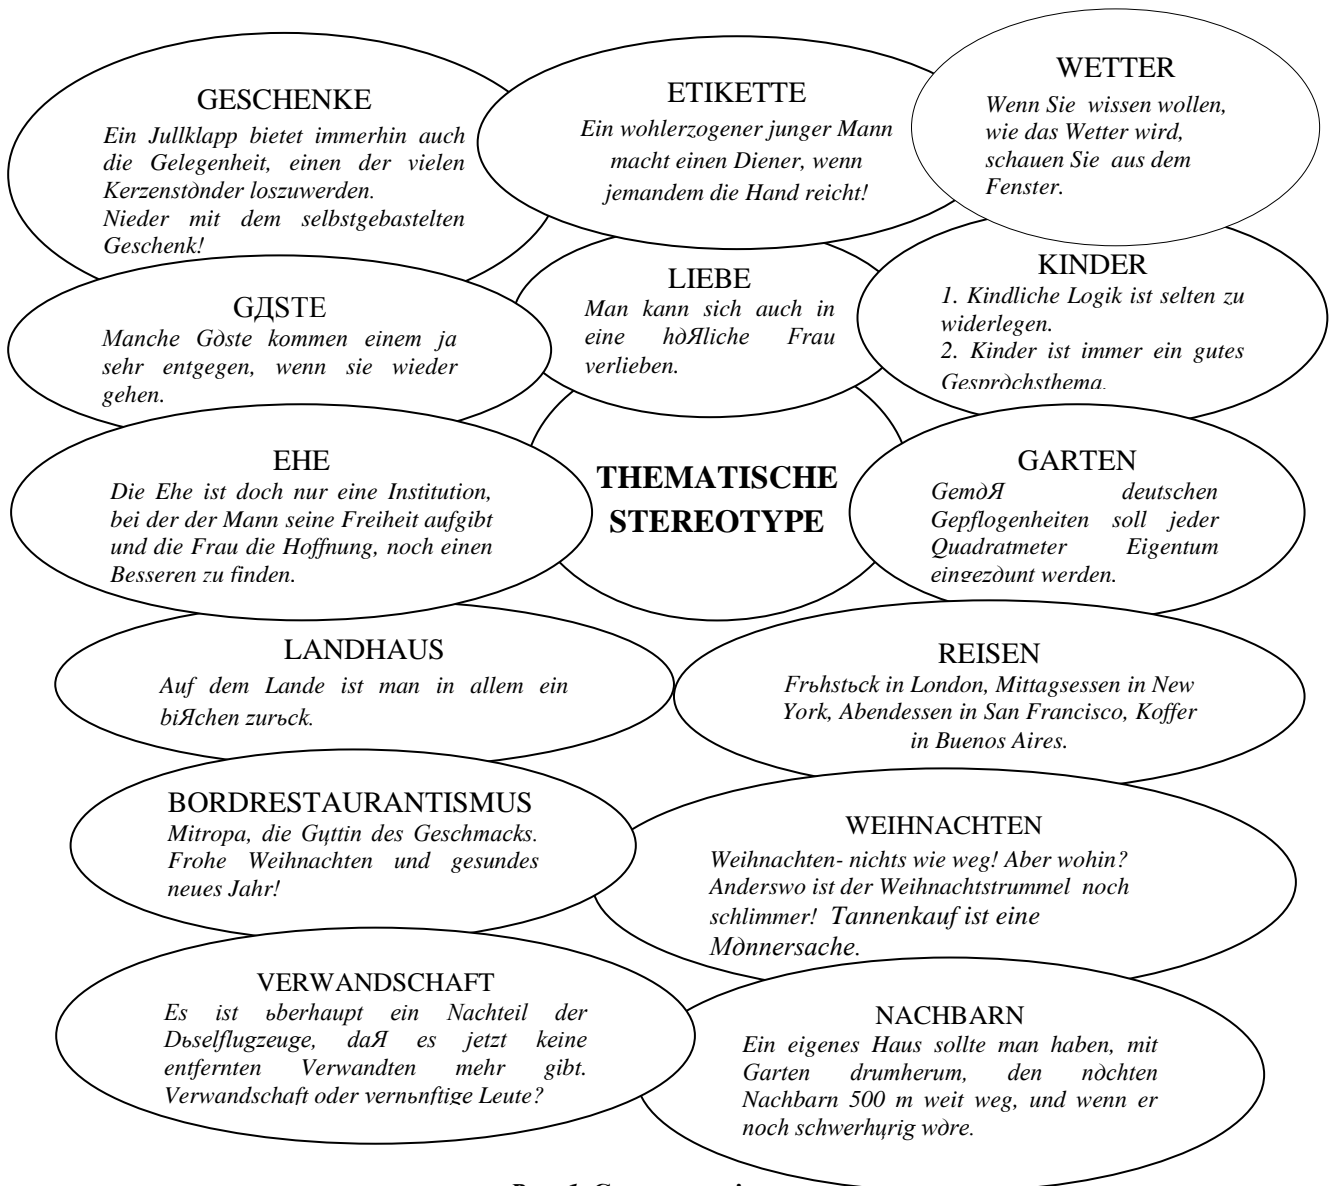 GESCHENKE
Ein Jullklapp bietet immerhin auch
die Gelegenheit, einen der vielen
Kerzenstдnder loszuwerden.
Nieder mit dem selbstgebastelten
Geschenk!
ETIKETTE
Ein wohlerzogener junger Mann
macht einen Diener, wenn
jemandem die Hand reicht!
WETTER
Wenn Sie wissen wollen,
wie das Wetter wird,
schauen Sie aus dem
Fenster.
GДSTE
Manche Gдste kommen einem ja
sehr entgegen, wenn sie wieder
gehen.
LIEBE
Man kann sich auch in
eine hдЯliche Frau
verlieben.
KINDER
1. Kindliche Logik ist selten zu
widerlegen.
2. Kinder ist immer ein gutes
Gesprдchsthema.
EHE
Die Ehe ist doch nur eine Institution,
bei der der Mann seine Freiheit aufgibt
und die Frau die Hoffnung, noch einen
Besseren zu finden.
THEMATISCHE
STEREOTYPE
GARTEN
GemдЯ deutschen
Gepflogenheiten soll jeder
Quadratmeter Eigentum
eingezдunt werden.
LANDHAUS
Auf dem Lande ist man in allem ein
biЯchen zurьck.
REISEN
Frьhstьck in London, Mittagsessen in New
York, Abendessen in San Francisco, Koffer
in Buenos Aires.
BORDRESTAURANTISMUS
Mitropa, die Gцttin des Geschmacks.
Frohe Weihnachten und gesundes
neues Jahr!
WEIHNACHTEN
Weihnachten- nichts wie weg! Aber wohin?
Anderswo ist der Weihnachtstrummel noch
schlimmer! Tannenkauf ist eine
Mдnnersache.
VERWANDSCHAFT
Es ist ьberhaupt ein Nachteil der
Dьselflugzeuge, daЯ es jetzt keine
entfernten Verwandten mehr gibt.
Verwandschaft oder vernьnftige Leute?
NACHBARN
Ein eigenes Haus sollte man haben, mit
Garten drumherum, den nдchten
Nachbarn 500 m weit weg, und wenn er
noch schwerhцrig wдre.